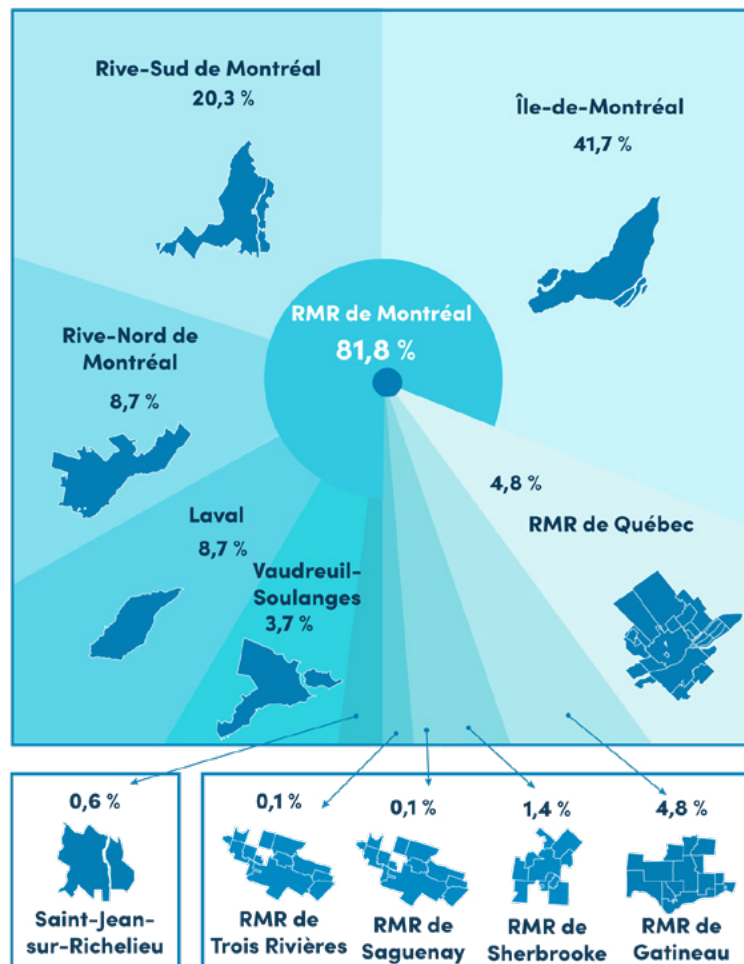 Rive-Sud de Montréal
20,3 %
Île-de-Montréal
41,7 %
RMR de Montréal
81,8 %
Rive-Nord de
Montréal
8,7 %
4,8 %
RMR de Québec
Laval
8,7 %
Vaudreuil-
Soulanges
3,7 %
0,6 %
Saint-Jean-
sur-Richelieu
0,1 %
RMR de
Trois Rivières
0,1 %
RMR de
Saguenay
1,4 %
RMR de
Sherbrooke
4,8 %
RMR de
Gatineau